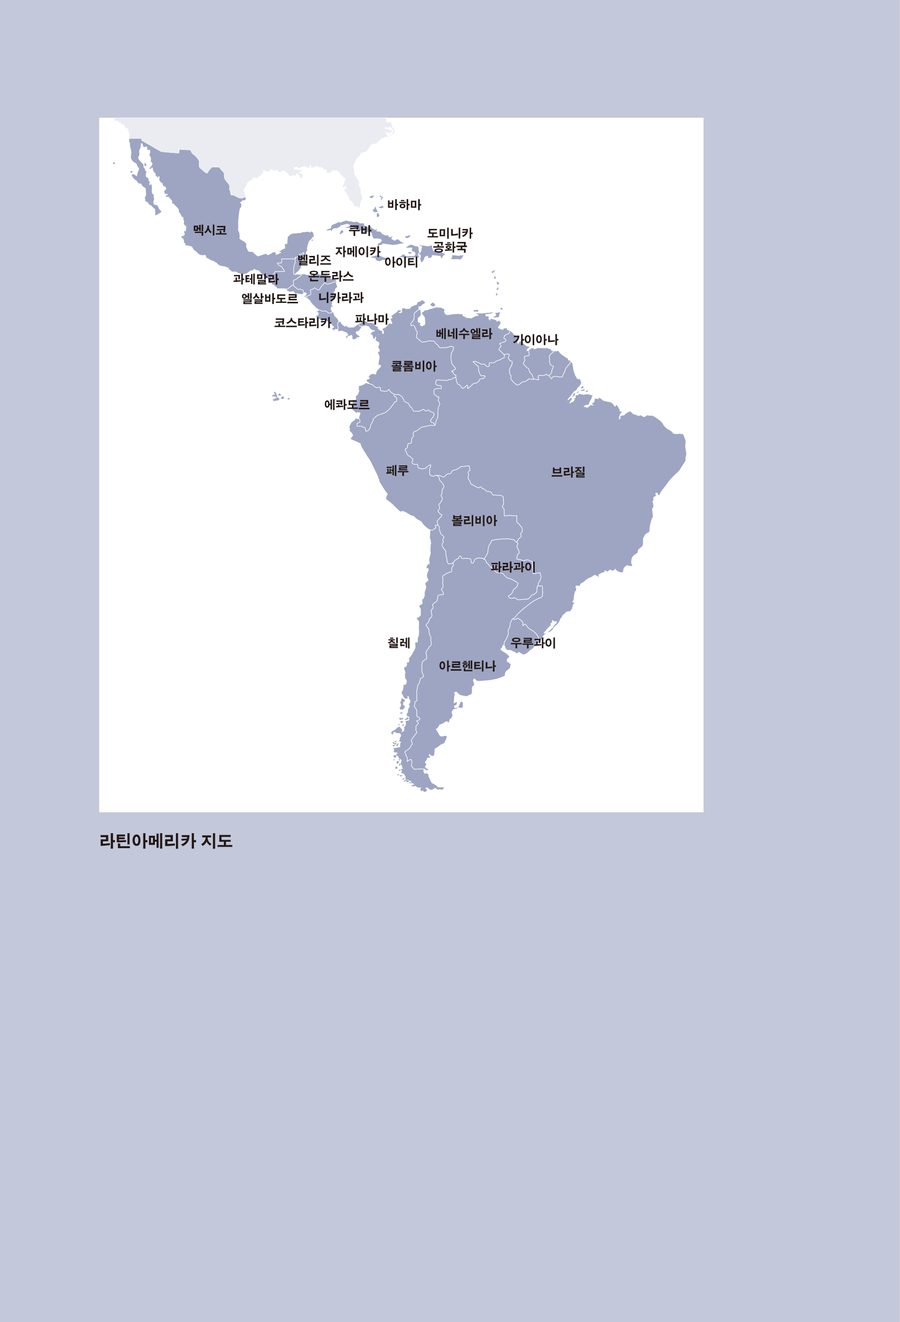 바하마
멕시코
쿠바
도미니카
공화국
자메이카
벨리즈
아이티
과테말라
온두라스
엘살바도르
니카라과
코스타리카
파나마
베네수엘라
가이아나
콜롬비아
에콰도르
페루
브라질
볼리비아
파라과이
칠레
우루과이
아르헨티나
라틴아메리카 지도